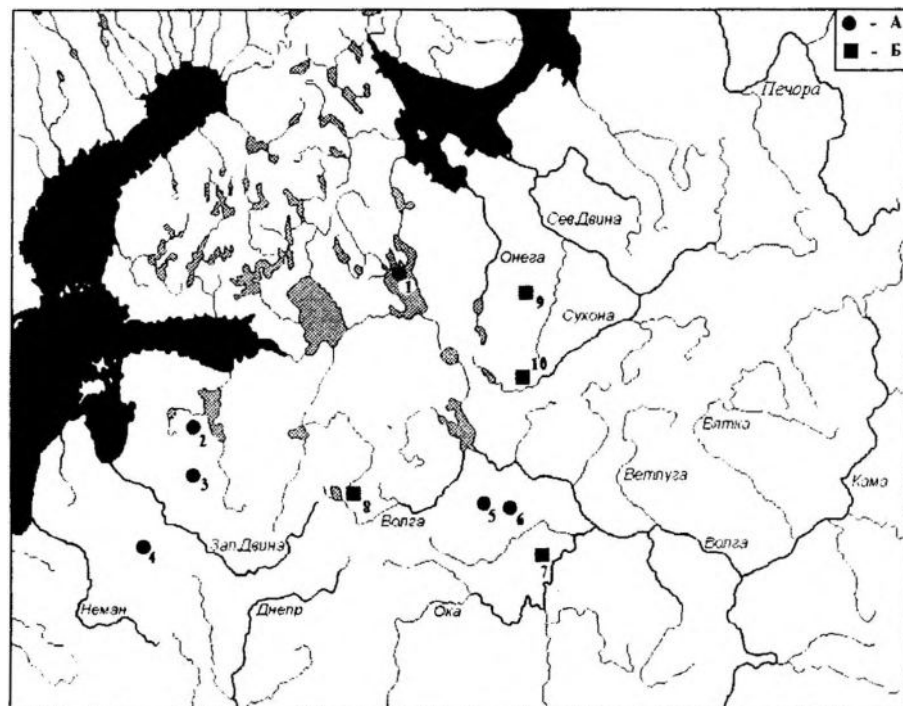 - А
- Б
Печора
Сев.Двина
Онега
1
9
Сухона
10
2
Вятка
3
Ветлуга
Кама
5
6
8
Волга
Зап.Двина
Волга
4
7
Неман
Днепр
Ока